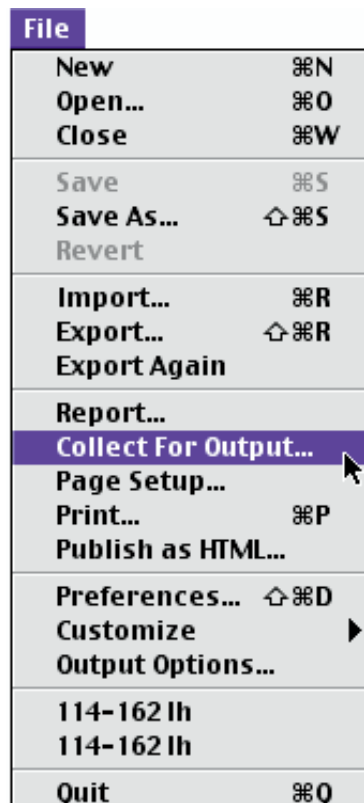 File
New ⌘N
Open... ⌘O
Close ⌘W
Save ⌘S
Save As... ⇧⌘S
Revert
Import... ⌘R
Export... ⇧⌘R
Export Again
Report...
Collect For Output...
Page Setup...
Print... ⌘P
Publish as HTML...
Preferences... ⇧⌘D
Customize
Output Options...
114-162 lh
114-162 lh
Quit ⌘Q